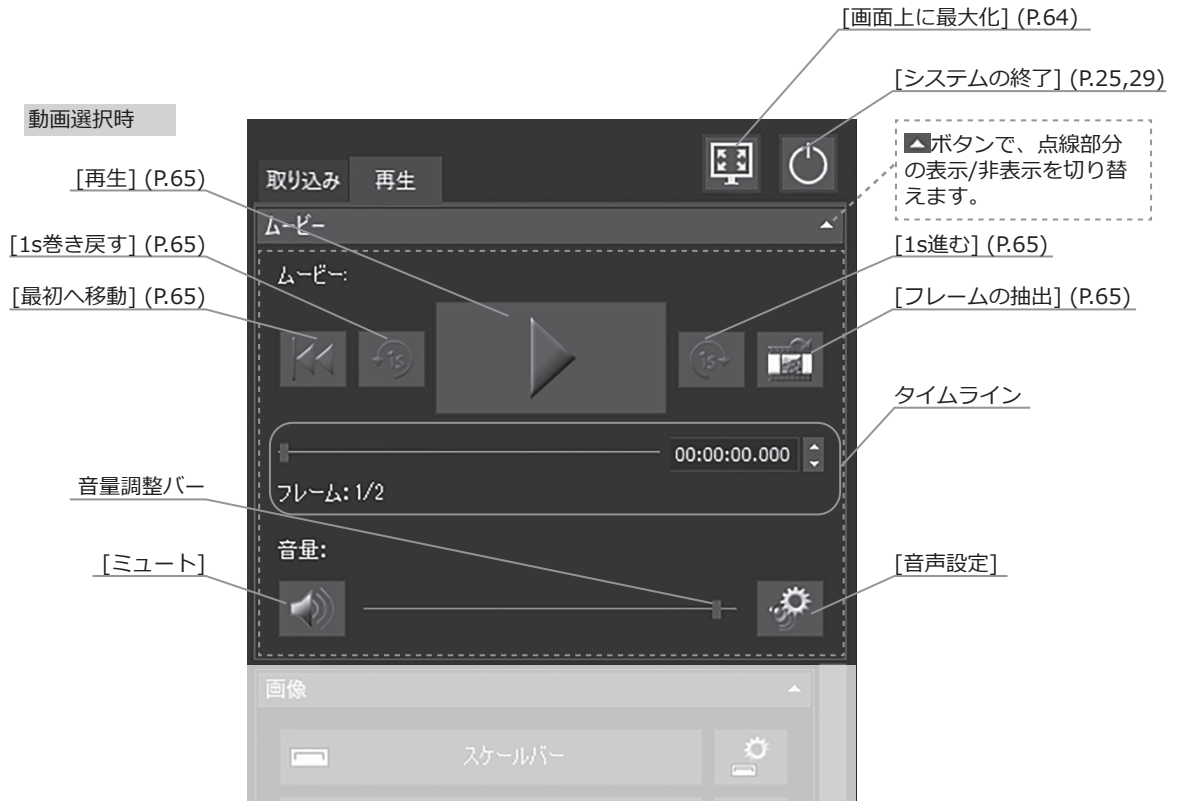 [画面上に最大化] (P.64)
[システムの終了] (P.25,29)
動画選択時
▲ボタンで、点線部分
の表示/非表示を切り替
えます。
[再生] (P.65)
取り込み 再生
ムービー
[1s巻き戻す] (P.65)
[1s進む] (P.65)
ムービー:
[最初へ移動] (P.65)
[フレームの抽出] (P.65)
1s
1s
タイムライン
00:00:00.000
音量調整バー
フレーム: 1/2
音量:
[ミュート]
[音声設定]
画像
スケールバー